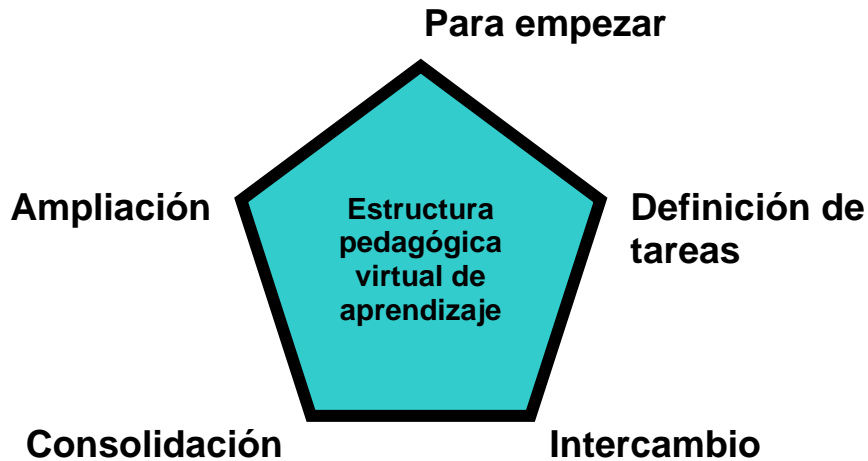 Para empezar
Ampliación
Estructura
pedagógica
virtual de
aprendizaje
Definición de
tareas
Consolidación
Intercambio